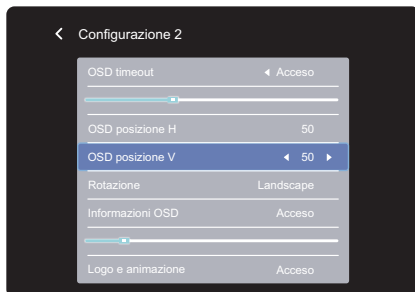 Configurazione 2
OSD timeout Acceso
OSD posizione H 50
OSD posizione V 50
Rotazione Landscape
Informazioni OSD Acceso
Logo e animazione Acceso